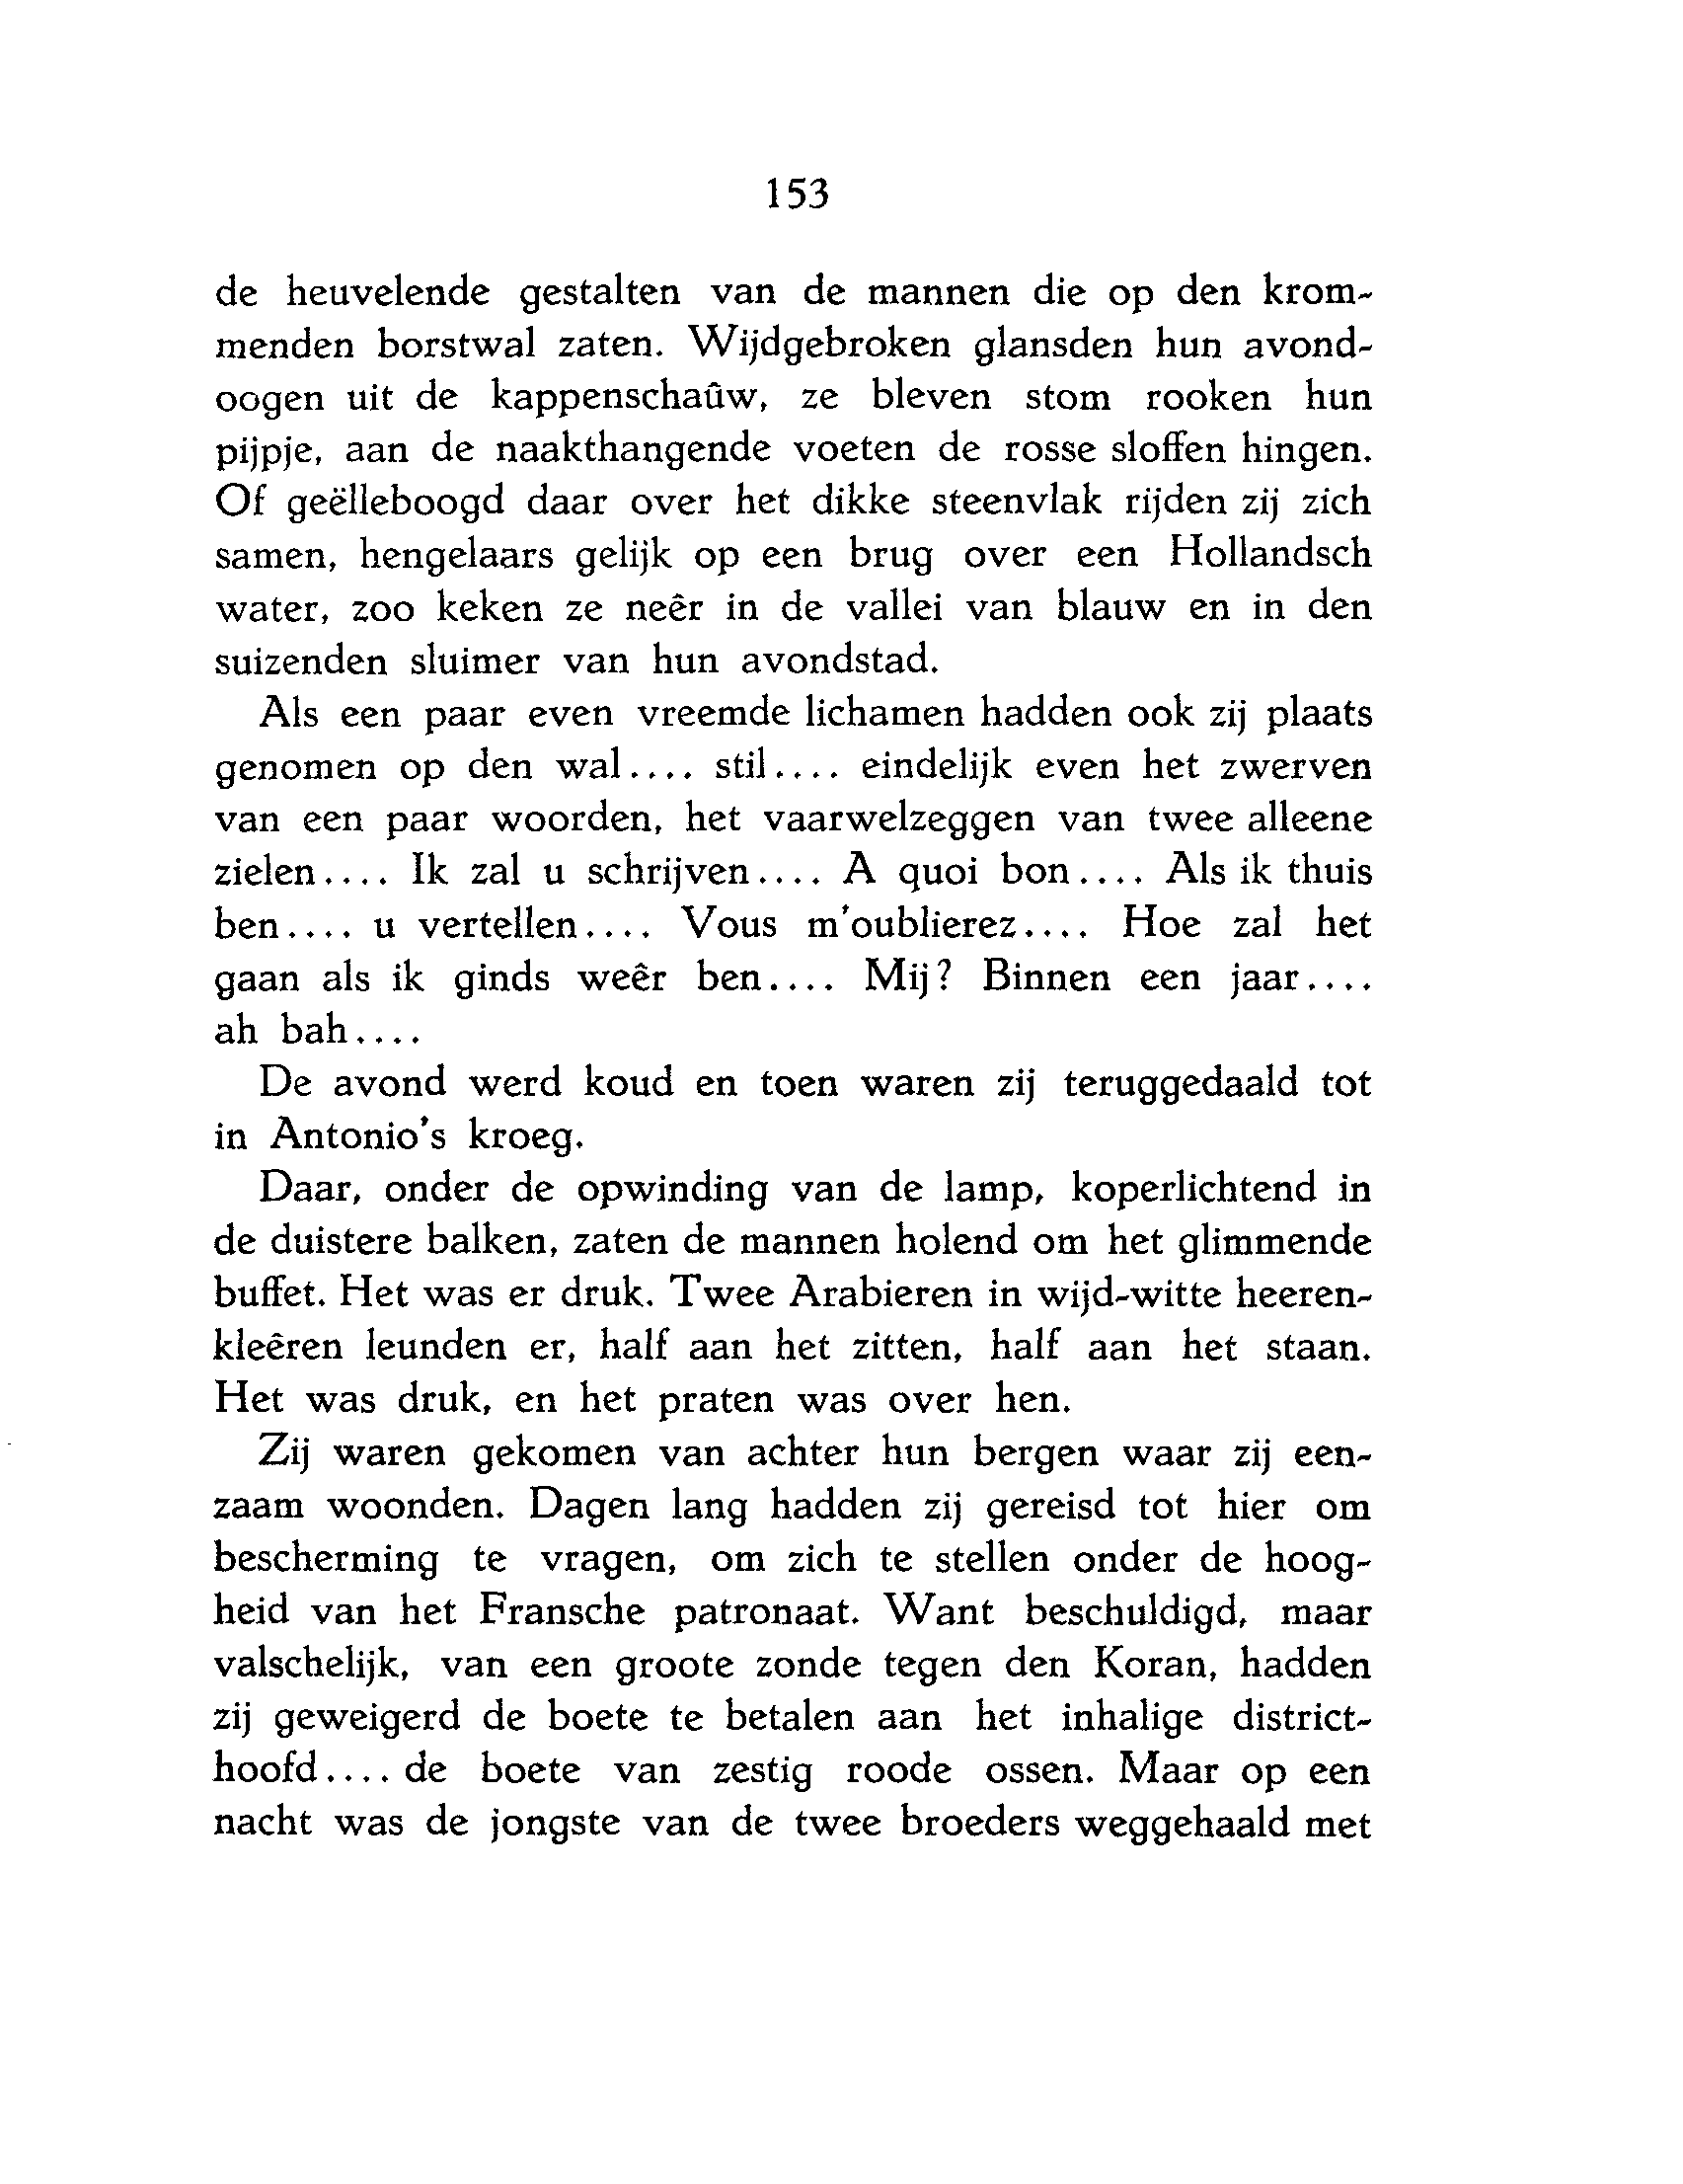 153
de heuvelende gestalten van de mannen die op den krom-
menden borstwal zaten. Wijdgebroken glansden hun avond-
oogen uit de kappenschaûw, ze bleven stom rooken hun
pijpje, aan de naakthangende voeten de rosse sloffen hingen.
Of geëlleboogd daar over het dikke steenvlak rijden zij zich
samen, hengelaars gelijk op een brug over een Hollandsch
water, zoo keken ze neêr in de vallei van blauw en in den
suizenden sluimer van hun avondstad.
Als een paar even vreemde lichamen hadden ook zij plaats
genomen op den wal.... stil.... eindelijk even het zwerven
van een paar woorden, het vaarwelzeggen van twee alleene
zielen.... Ik zal u schrijven.... A quoi bon.... Als ik thuis
ben.... u vertellen.... Vous m'oublierez.... Hoe zal het
gaan als ik ginds weêr ben.... Mij? Binnen een jaar....
ah bah....
De avond werd koud en toen waren zij teruggedaald tot
in Antonio's kroeg.
Daar, onder de opwinding van de lamp, koperlichtend in
de duistere balken, zaten de mannen holend om het glimmende
buffet. Het was er druk. Twee Arabieren in wijd-witte heeren-
kleêren leunden er, half aan het zitten, half aan het staan.
Het was druk, en het praten was over hen.
Zij waren gekomen van achter hun bergen waar zij een-
zaam woonden. Dagen lang hadden zij gereisd tot hier om
bescherming te vragen, om zich te stellen onder de hoog-
heid van het Fransche patronaat. Want beschuldigd, maar
valschelijk, van een groote zonde tegen den Koran, hadden
zij geweigerd de boete te betalen aan het inhalige district-
hoofd.... de boete van zestig roode ossen. Maar op een
nacht was de jongste van de twee broeders weggehaald met